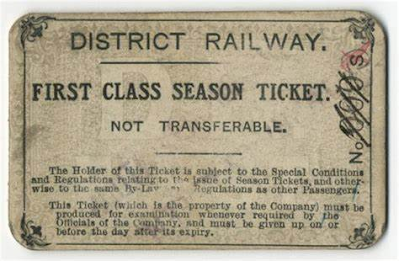 DISTRICT RAILWAY.
FIRST CLASS SEASON TICKET.
NOT TRANSFERABLE.
The Holder of this Ticket is subject to the Special Conditions
and Regulations relating to the issue of Season Tickets, and other-
wise to the same By-Law Regulations as other Passengers.
This Ticket (which is the property of the Company) must be
produced for examination whenever required by the
Officials of the Company, and must be given up on or
before the day after its expiry.
No.
S